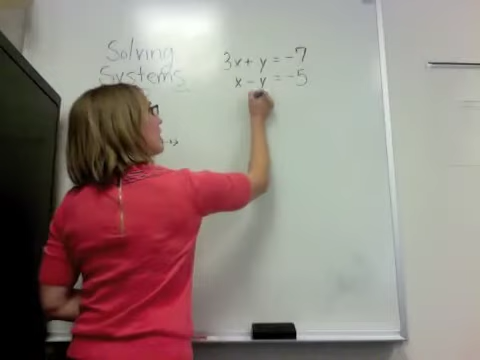 Solving
Systems
3x + y = -7
x - y = -5